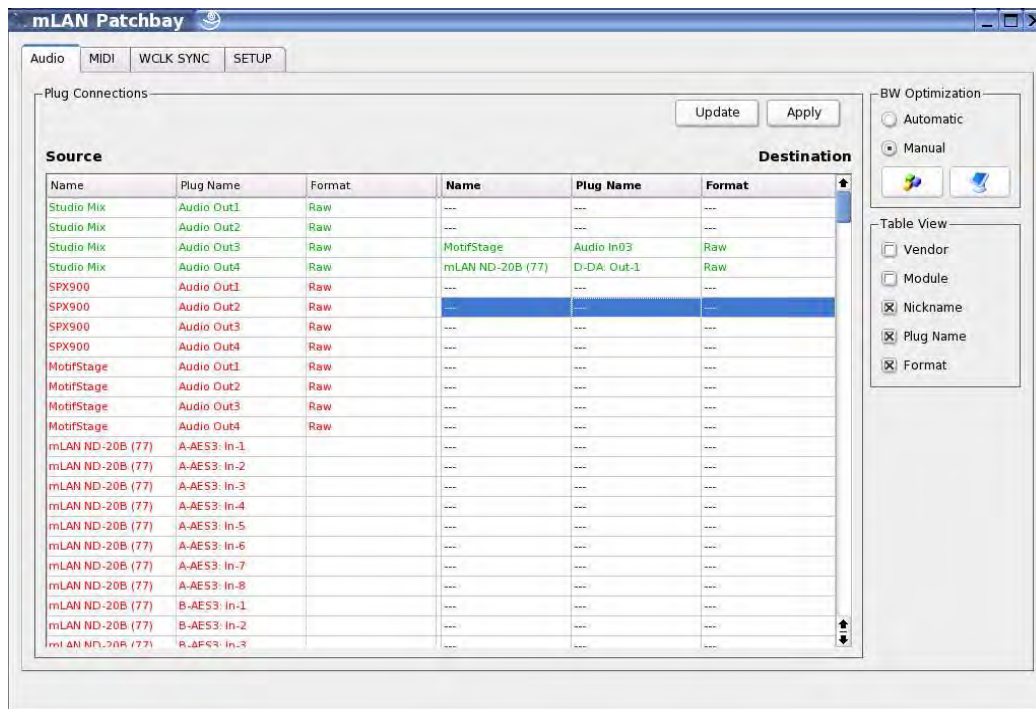 mLAN Patchbay
Audio MIDI WCLK SYNC SETUP
Plug Connections
Update Apply
Source Destination
Name Plug Name Format Name Plug Name Format
Studio Mix Audio Out1 Raw --- --- ---
Studio Mix Audio Out2 Raw --- --- ---
Studio Mix Audio Out3 Raw MotifStage Audio In03 Raw
Studio Mix Audio Out4 Raw mLAN ND-20B (77) D-DA: Out-1 Raw
SPX900 Audio Out1 Raw --- --- ---
SPX900 Audio Out2 Raw --- --- ---
SPX900 Audio Out3 Raw --- --- ---
SPX900 Audio Out4 Raw --- --- ---
MotifStage Audio Out1 Raw --- --- ---
MotifStage Audio Out2 Raw --- --- ---
MotifStage Audio Out3 Raw --- --- ---
MotifStage Audio Out4 Raw --- --- ---
mLAN ND-20B (77) A-AES3: In-1 --- --- ---
mLAN ND-20B (77) A-AES3: In-2 --- --- ---
mLAN ND-20B (77) A-AES3: In-3 --- --- ---
mLAN ND-20B (77) A-AES3: In-4 --- --- ---
mLAN ND-20B (77) A-AES3: In-5 --- --- ---
mLAN ND-20B (77) A-AES3: In-6 --- --- ---
mLAN ND-20B (77) A-AES3: In-7 --- --- ---
mLAN ND-20B (77) A-AES3: In-8 --- --- ---
mLAN ND-20B (77) B-AES3: In-1 --- --- ---
mLAN ND-20B (77) B-AES3: In-2 --- --- ---
mLAN ND-20B (77) B-AES3: In-3 --- --- ---
BW Optimization
Automatic
Manual
Table View
Vendor
Module
Nickname
Plug Name
Format